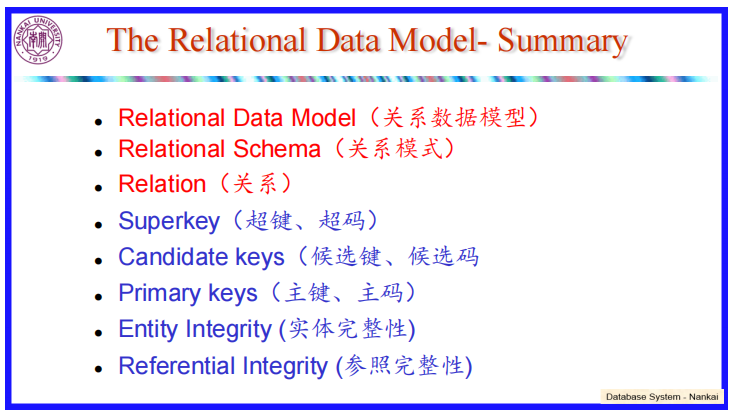 NANKAI UNIVERSITY
1919
The Relational Data Model- Summary
Relational Data Model（关系数据模型）
Relational Schema（关系模式）
Relation（关系）
Superkey（超键、超码）
Candidate keys（候选键、候选码
Primary keys（主键、主码）
Entity Integrity (实体完整性)
Referential Integrity (参照完整性)
Database System - Nankai